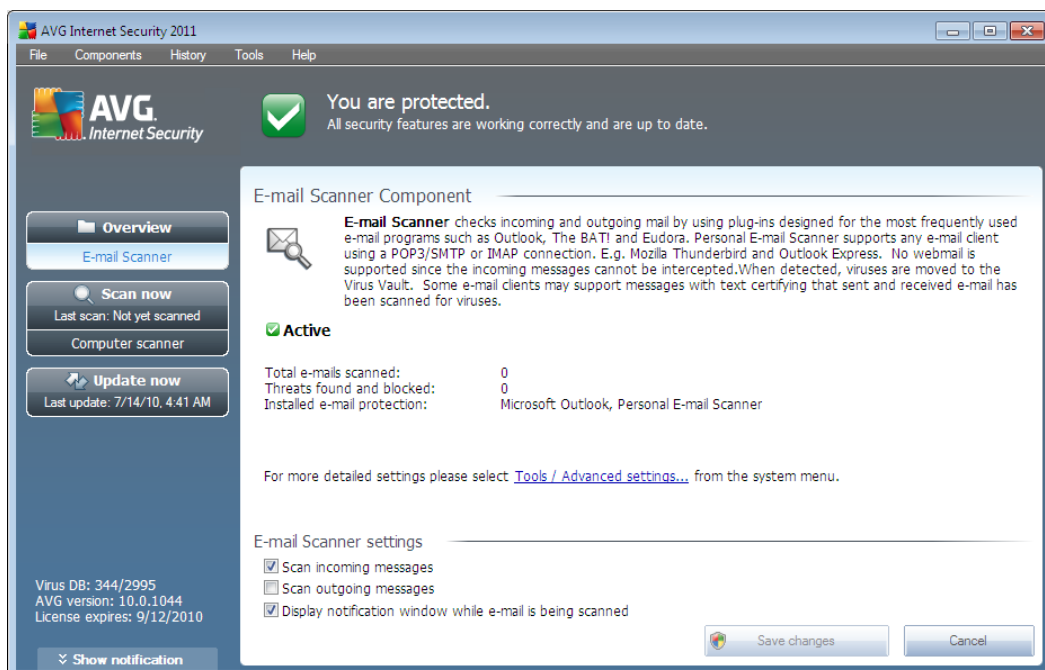 AVG Internet Security 2011
File Components History Tools Help
AVG.
Internet Security
You are protected.
All security features are working correctly and are up to date.
Overview
E-mail Scanner
Scan now
Last scan: Not yet scanned
Computer scanner
Update now
Last update: 7/14/10, 4:41 AM
Virus DB: 344/2995
AVG version: 10.0.1044
License expires: 9/12/2010
Show notification
E-mail Scanner Component
E-mail Scanner checks incoming and outgoing mail by using plug-ins designed for the most frequently used
e-mail programs such as Outlook, The BAT! and Eudora. Personal E-mail Scanner supports any e-mail client
using a POP3/SMTP or IMAP connection. E.g. Mozilla Thunderbird and Outlook Express. No webmail is
supported since the incoming messages cannot be intercepted.When detected, viruses are moved to the
Virus Vault. Some e-mail clients may support messages with text certifying that sent and received e-mail has
been scanned for viruses.
Active
Total e-mails scanned: 0
Threats found and blocked: 0
Installed e-mail protection: Microsoft Outlook, Personal E-mail Scanner
For more detailed settings please select Tools / Advanced settings... from the system menu.
E-mail Scanner settings
Scan incoming messages
Scan outgoing messages
Display notification window while e-mail is being scanned
Save changes Cancel